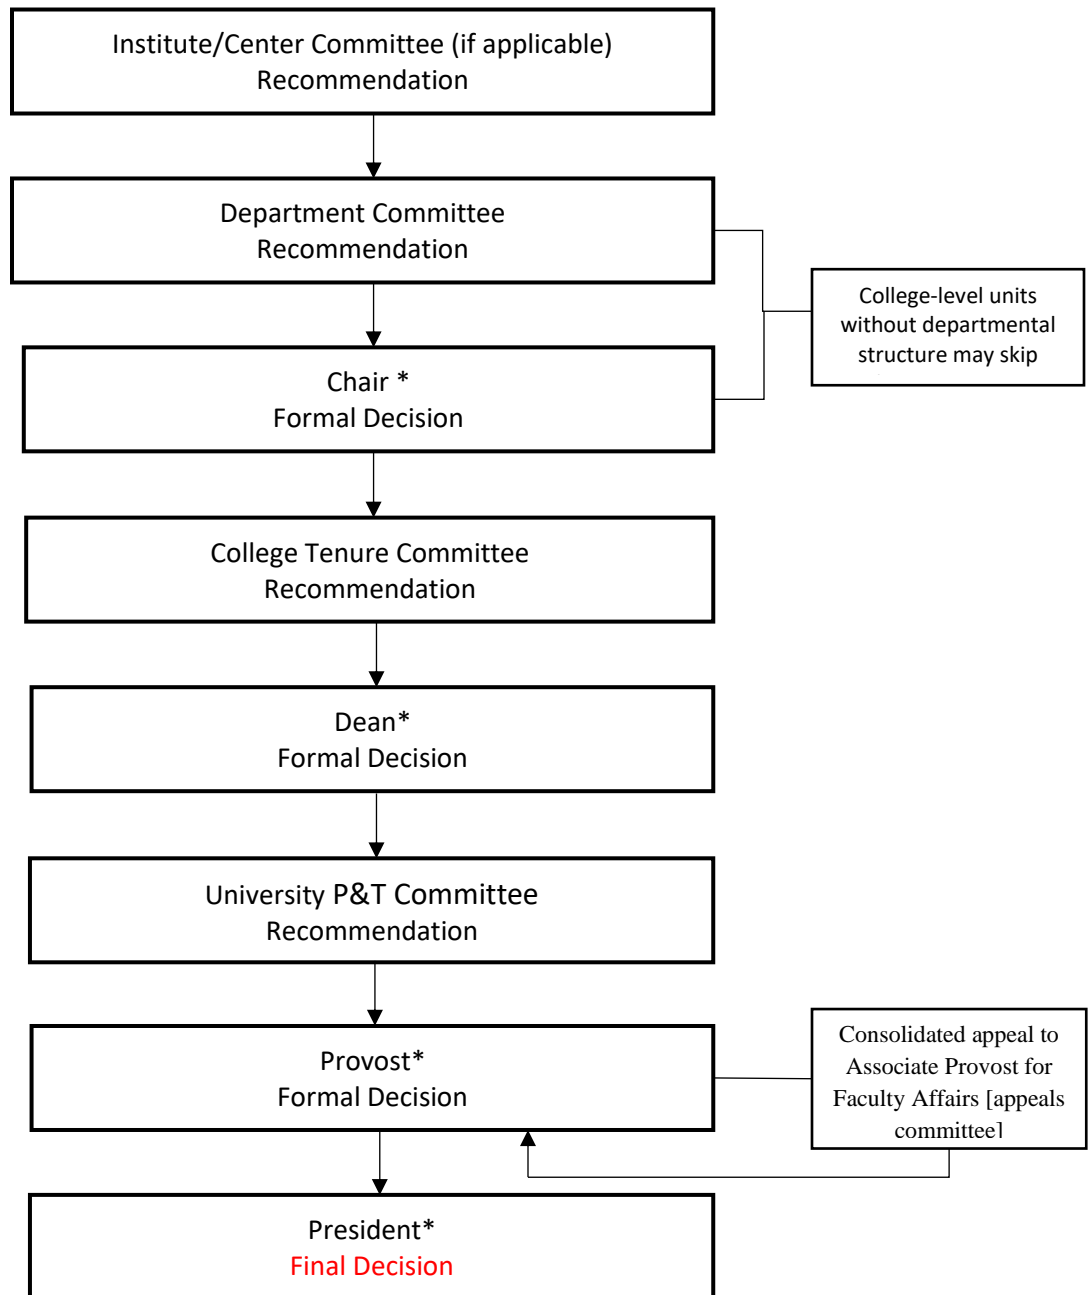 Institute/Center Committee (if applicable)
Recommendation
Department Committee
Recommendation
College-level units
without departmental
structure may skip
Chair *
Formal Decision
College Tenure Committee
Recommendation
Dean*
Formal Decision
University P&T Committee
Recommendation
Provost*
Formal Decision
Consolidated appeal to
Associate Provost for
Faculty Affairs [appeals
committee]
President*
Final Decision